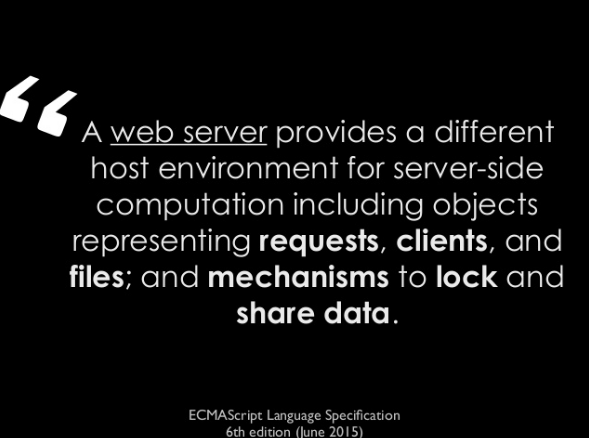 “ A web server provides a different
host environment for server-side
computation including objects
representing requests, clients, and
files; and mechanisms to lock and
share data.
ECMAScript Language Specification
6th edition (June 2015)